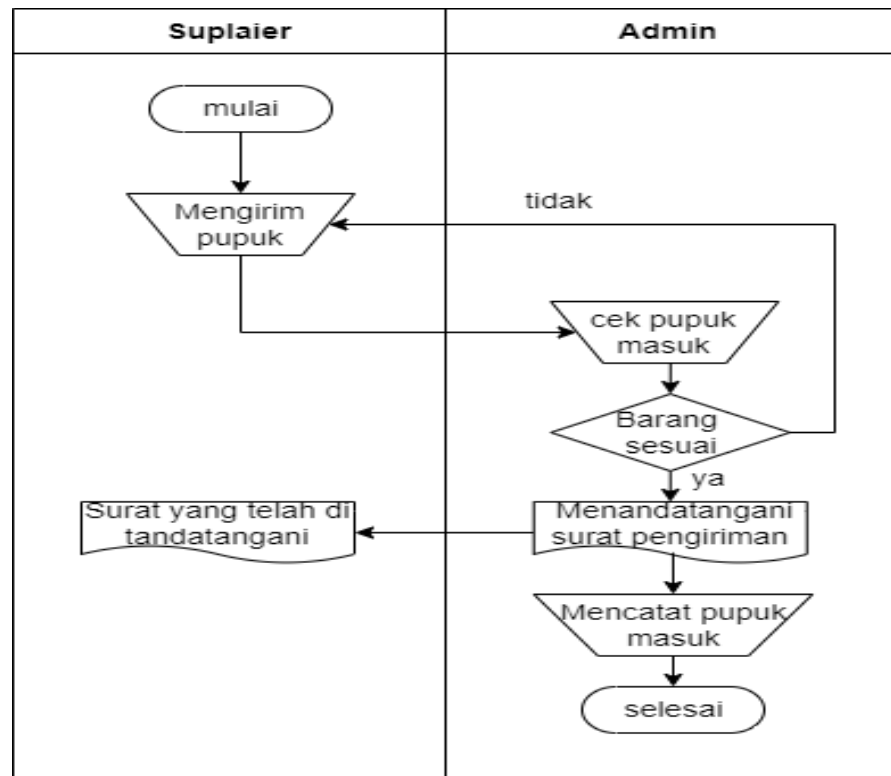 Suplaier
Admin
mulai
Mengirim
pupuk
tidak
cek pupuk
masuk
Barang
sesuai
ya
Surat yang telah di
tandatangani
Menandatangani
surat pengiriman
Mencatat pupuk
masuk
selesai